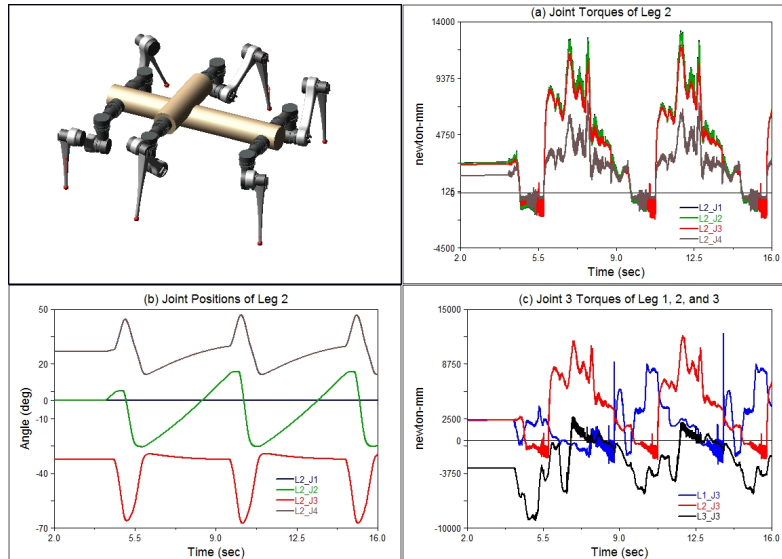 (a) Joint Torques of Leg 2
14000
9375
4750
125
0
-4500
newton-mm
L2_J1
L2_J2
L2_J3
L2_J4
2.0 5.5 9.0 12.5 16.0
Time (sec)
(b) Joint Positions of Leg 2
50
20
0
-10
-40
-70
Angle (deg)
L2_J1
L2_J2
L2_J3
L2_J4
2.0 5.5 9.0 12.5 16.0
Time (sec)
(c) Joint 3 Torques of Leg 1, 2, and 3
15000
8750
2500
0
-3750
-10000
newton-mm
L1_J3
L2_J3
L3_J3
2.0 5.5 9.0 12.5 16.0
Time (sec)